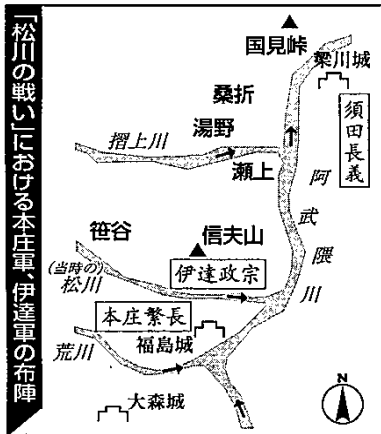 「松川の戦い」における本庄軍、伊達軍の布陣
国見峠
梁川城
須田長義
桑折
湯野
摺上川
瀬上
阿武隈川
笹谷
信夫山
(当時の)
松川
伊達政宗
本庄繁長
福島城
荒川
大森城
N